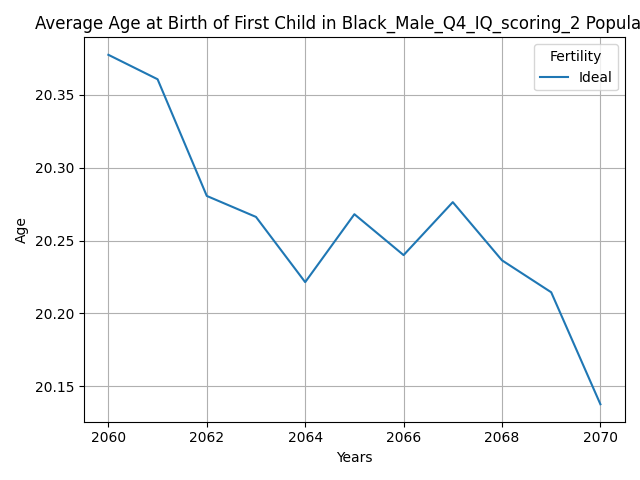 Average Age at Birth of First Child in Black_Male_Q4_IQ_scoring_2 Popula
Fertility
Ideal
20.35
20.30
20.25
20.20
20.15
Age
2060 2062 2064 2066 2068 2070
Years